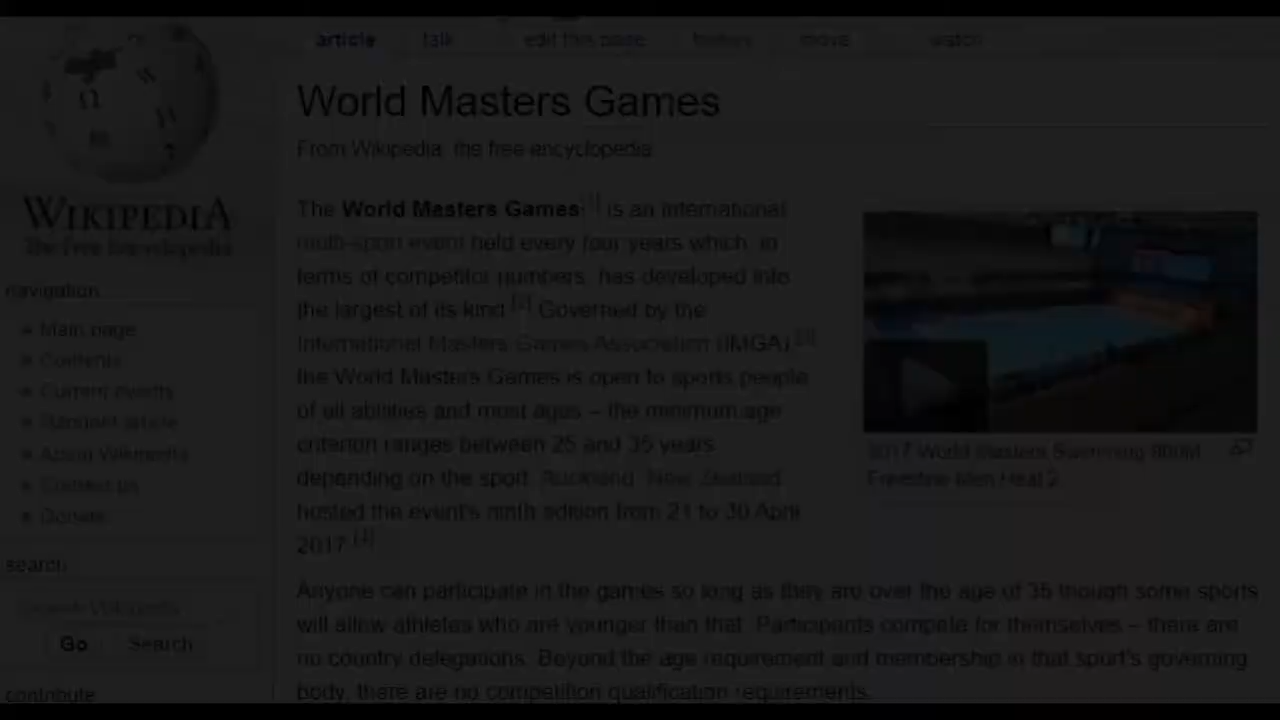 article talk edit this page history move watch
World Masters Games
From Wikipedia, the free encyclopedia
The World Masters Games[1] is an international
multi-sport event held every four years which, in
terms of competitor numbers, has developed into
the largest of its kind.[2] Governed by the
International Masters Games Association (IMGA),[3]
the World Masters Games is open to sports people
of all abilities and most ages – the minimum age
criterion ranges between 25 and 35 years
depending on the sport. Auckland, New Zealand
hosted the event's ninth edition from 21 to 30 April
2017.
2017 World Masters Swimming 800M
Freestyle Men Heat 2
Anyone can participate in the games so long as they are over the age of 35 though some sports
will allow athletes who are younger than that. Participants compete for themselves – there are
no country delegations. Beyond the age requirement and membership in that sport's governing
body, there are no competition qualification requirements.
WIKIPEDIA
The Free Encyclopedia
navigation
Main page
Contents
Current events
Random article
About Wikipedia
Contact us
Donate
search
Search Wikipedia
Go Search
contribute